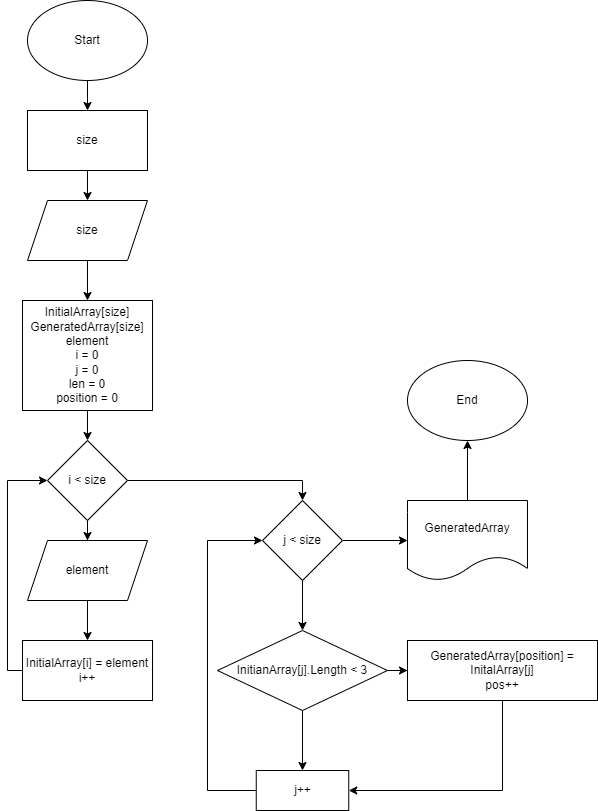 Start
size
size
InitialArray[size]
GeneratedArray[size]
element
i = 0
j = 0
len = 0
position = 0
i < size
element
InitialArray[i] = element
i++
j < size
InitianArray[j].Length < 3
GeneratedArray[position] =
InitalArray[j]
pos++
j++
GeneratedArray
End